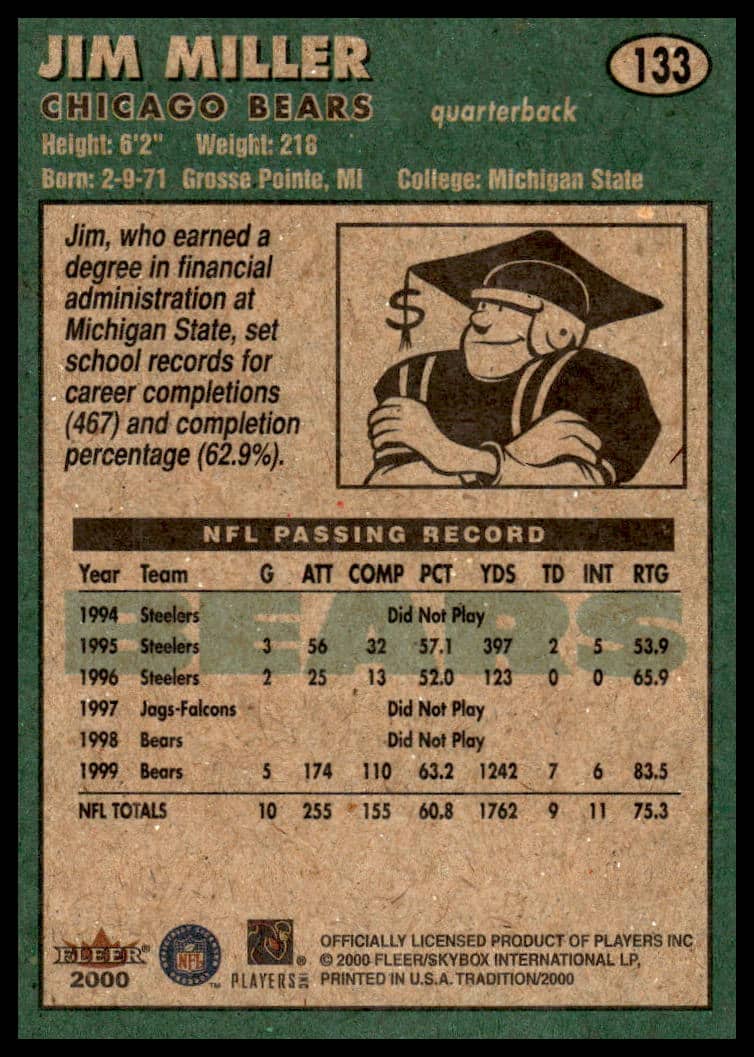 JIM MILLER
133
CHICAGO BEARS quarterback
Height: 6'2" Weight: 218
Born: 2-9-71 Grosse Pointe, MI College: Michigan State
Jim, who earned a
degree in financial
administration at
Michigan State, set
school records for
career completions
(467) and completion
percentage (62.9%).
$
NFL PASSING RECORD
Year Team G ATT COMP PCT YDS TD INT RTG
BEARS
1994 Steelers Did Not Play
1995 Steelers 3 56 32 57.1 397 2 5 53.9
1996 Steelers 2 25 13 52.0 123 0 0 65.9
1997 Jags-Falcons Did Not Play
1998 Bears Did Not Play
1999 Bears 5 174 110 63.2 1242 7 6 83.5
NFL TOTALS 10 255 155 60.8 1762 9 11 75.3
FLEER®
2000
NFL
™
®
PLAYERS INC
OFFICIALLY LICENSED PRODUCT OF PLAYERS INC
© 2000 FLEER/SKYBOX INTERNATIONAL LP,
PRINTED IN U.S.A. TRADITION/2000